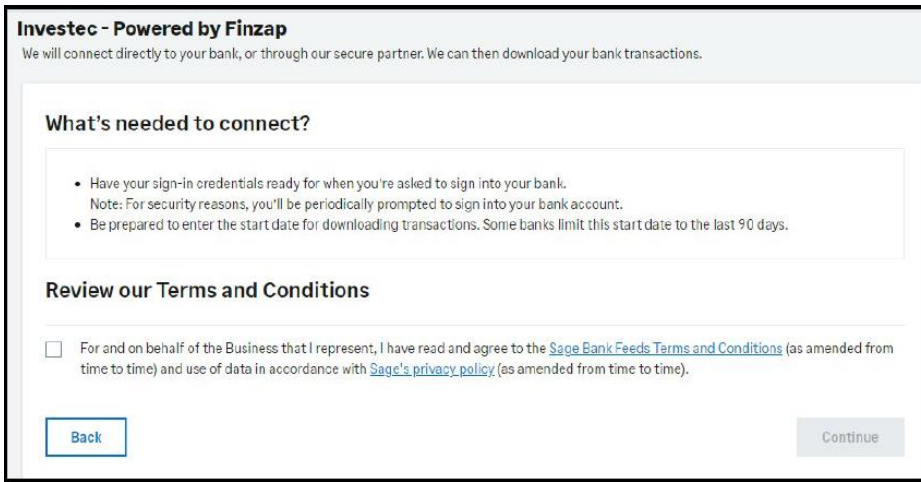 Investec - Powered by Finzap
We will connect directly to your bank, or through our secure partner. We can then download your bank transactions.
What's needed to connect?
• Have your sign-in credentials ready for when you're asked to sign into your bank.
Note: For security reasons, you'll be periodically prompted to sign into your bank account.
• Be prepared to enter the start date for downloading transactions. Some banks limit this start date to the last 90 days.
Review our Terms and Conditions
For and on behalf of the Business that I represent, I have read and agree to the Sage Bank Feeds Terms and Conditions (as amended from
time to time) and use of data in accordance with Sage's privacy policy (as amended from time to time).
Back
Continue